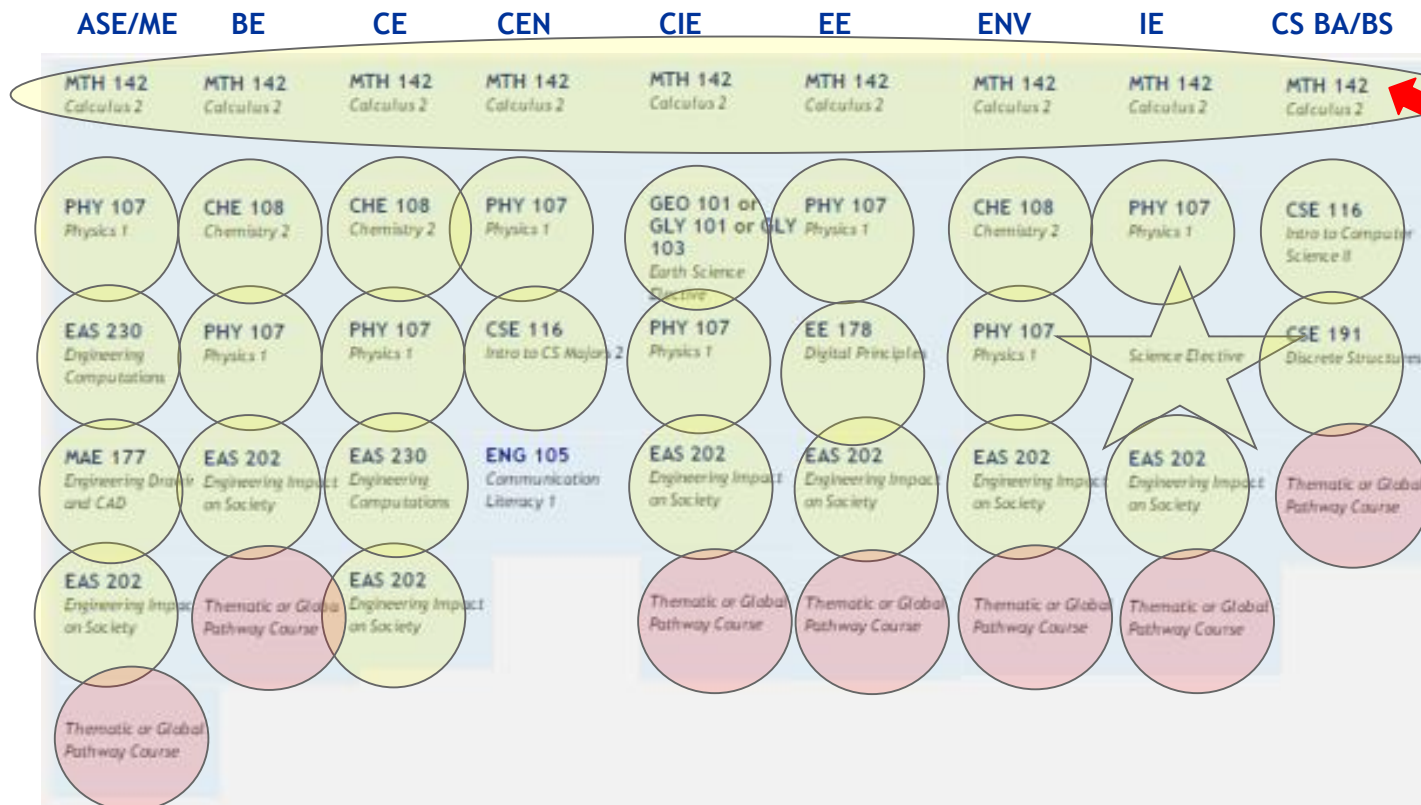 ASE/ME BE CE CEN CIE EE ENV IE CS BA/BS
MTH 142 MTH 142 MTH 142 MTH 142 MTH 142 MTH 142 MTH 142 MTH 142 MTH 142
Calculus 2 Calculus 2 Calculus 2 Calculus 2 Calculus 2 Calculus 2 Calculus 2 Calculus 2 Calculus 2
PHY 107 CHE 108 CHE 108 PHY 107 GEO 101 or PHY 107 CHE 108 PHY 107 CSE 116
Physics 1 Chemistry 2 Chemistry 2 Physics 1 GLY 101 or GLY Physics 1 Chemistry 2 Physics 1 Intro to Computer
103 Science II
Earth Science
Elective
EAS 230 PHY 107 PHY 107 CSE 116 PHY 107 EE 178 PHY 107 CSE 191
Engineering Physics 1 Physics 1 Intro to CS Majors 2 Physics 1 Digital Principles Physics 1 Science Elective Discrete Structures
Computations
MAE 177 EAS 202 EAS 230 ENG 105 EAS 202 EAS 202 EAS 202 EAS 202
Engineering Drawin Engineering Impact Engineering Communication Engineering Impact Engineering Impact Engineering Impact Engineering Impact Thematic or Global
and CAD on Society Computations Literacy 1 on Society on Society on Society on Society Pathway Course
EAS 202 EAS 202
Engineering Impact Thematic or Global Engineering Impact Thematic or Global Thematic or Global Thematic or Global Thematic or Global
on Society Pathway Course on Society Pathway Course Pathway Course Pathway Course Pathway Course
Thematic or Global
Pathway Course